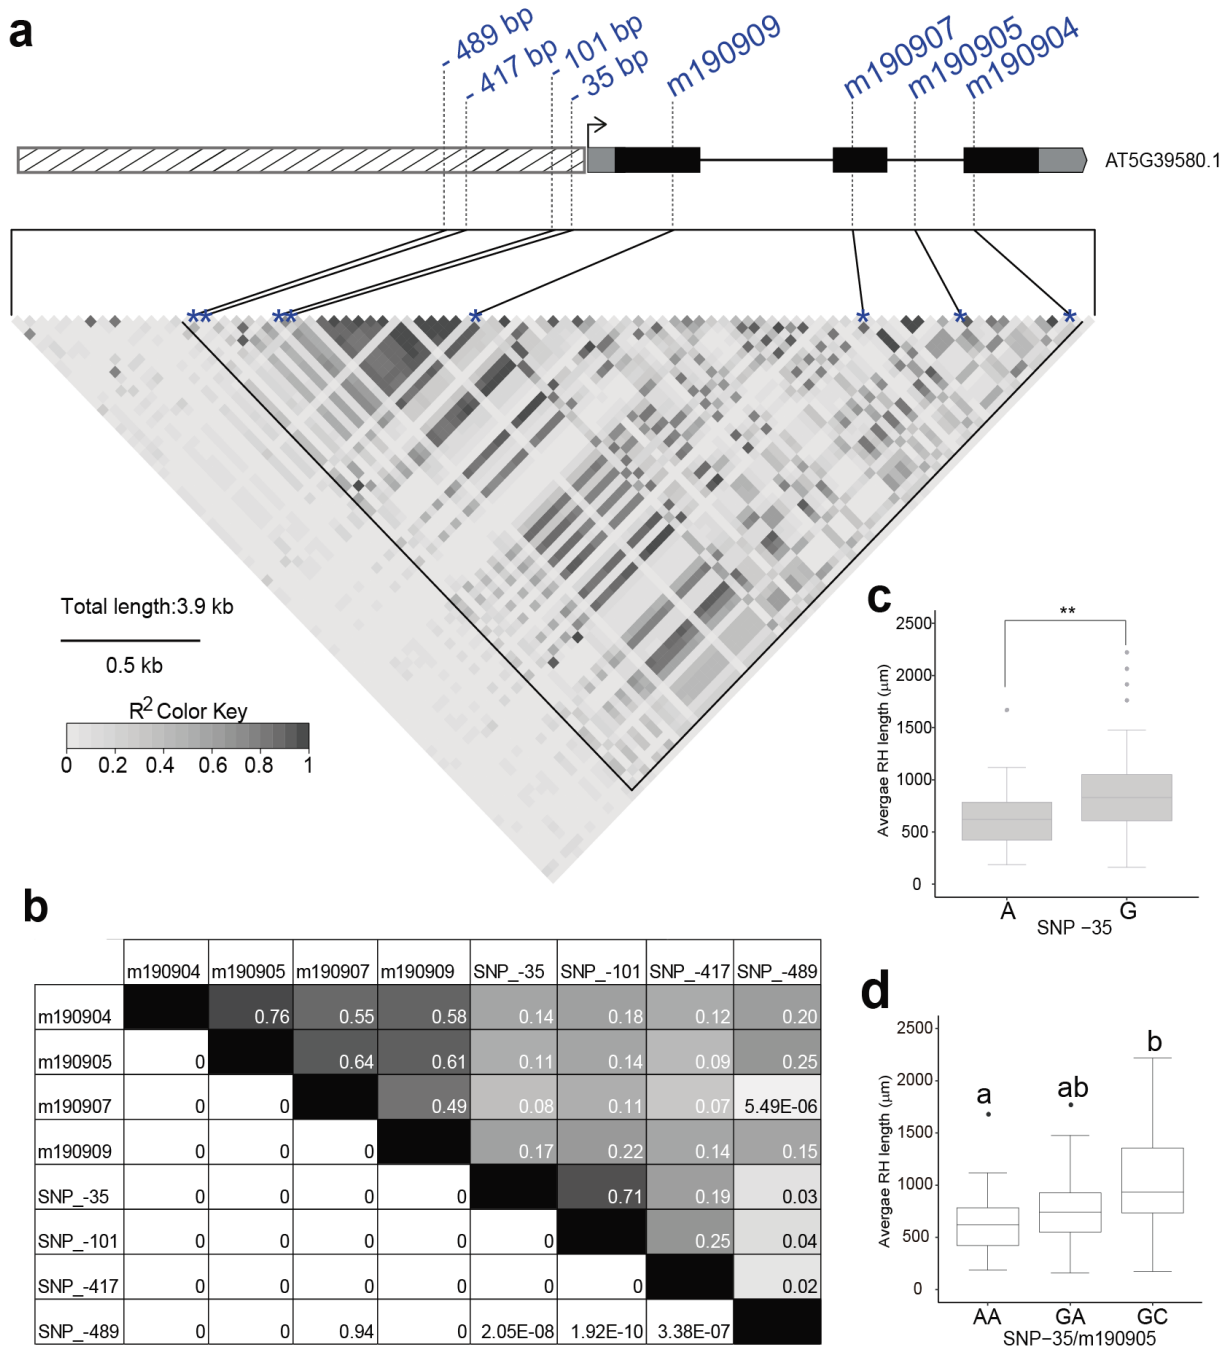 a
- 489 bp
- 417 bp
- 101 bp
- 35 bp
m190909
m190907
m190905
m190904
AT5G39580.1
** ** * * * *
Total length:3.9 kb
0.5 kb
R2 Color Key
0 0.2 0.4 0.6 0.8 1
c
2500
2000
1500
1000
500
0
Avergae RH length (μm)
**
A G
SNP −35
b
m190904 m190905 m190907 m190909 SNP_-35 SNP_-101 SNP_-417 SNP_-489
m190904 0.76 0.55 0.58 0.14 0.18 0.12 0.20
m190905 0 0.64 0.61 0.11 0.14 0.09 0.25
m190907 0 0 0.49 0.08 0.11 0.07 5.49E-06
m190909 0 0 0 0.17 0.22 0.14 0.15
SNP_-35 0 0 0 0 0.71 0.19 0.03
SNP_-101 0 0 0 0 0 0.25 0.04
SNP_-417 0 0 0 0 0 0 0.02
SNP_-489 0 0 0.94 0 2.05E-08 1.92E-10 3.38E-07
d
2500
2000
1500
1000
500
0
Avergae RH length (μm)
a ab b
AA GA GC
SNP−35/m190905